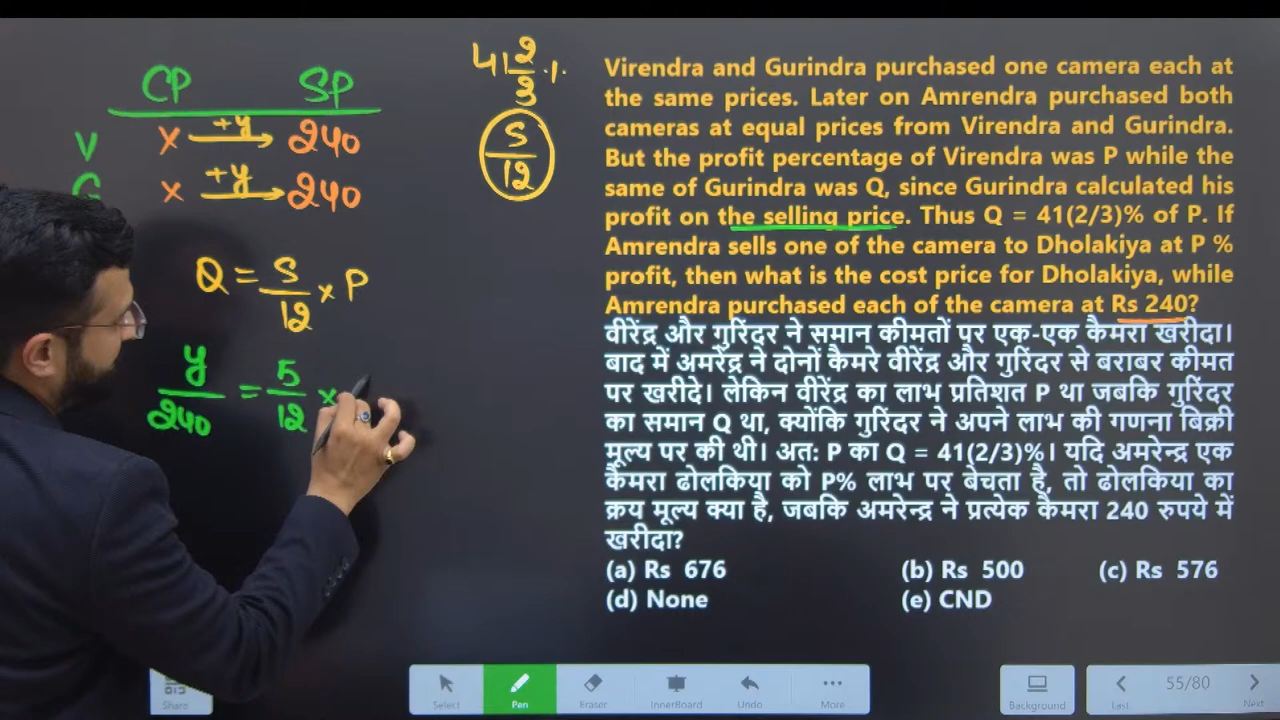 CP SP
V x +y 240
G x +y 240
41 2/3 %
5/12
Q = 5/12 × P
y/240 = 5/12 ×
Virendra and Gurindra purchased one camera each at
the same prices. Later on Amrendra purchased both
cameras at equal prices from Virendra and Gurindra.
But the profit percentage of Virendra was P while the
same of Gurindra was Q, since Gurindra calculated his
profit on the selling price. Thus Q = 41(2/3)% of P. If
Amrendra sells one of the camera to Dholakiya at P %
profit, then what is the cost price for Dholakiya, while
Amrendra purchased each of the camera at Rs 240?
वीरेंद्र और गुरिंदर ने समान कीमतों पर एक-एक कैमरा खरीदा।
बाद में अमरेंद्र ने दोनों कैमरे वीरेंद्र और गुरिंदर से बराबर कीमत
पर खरीदे। लेकिन वीरेंद्र का लाभ प्रतिशत P था जबकि गुरिंदर
का समान Q था, क्योंकि गुरिंदर ने अपने लाभ की गणना बिक्री
मूल्य पर की थी। अत: P का Q = 41(2/3)%। यदि अमरेन्द्र एक
कैमरा ढोलकिया को P% लाभ पर बेचता है, तो ढोलकिया का
क्रय मूल्य क्या है, जबकि अमरेन्द्र ने प्रत्येक कैमरा 240 रुपये में
खरीदा?
(a) Rs 676 (b) Rs 500 (c) Rs 576
(d) None (e) CND
Share Select Pen Eraser InnerBoard Undo More Background Last 55/80 Next